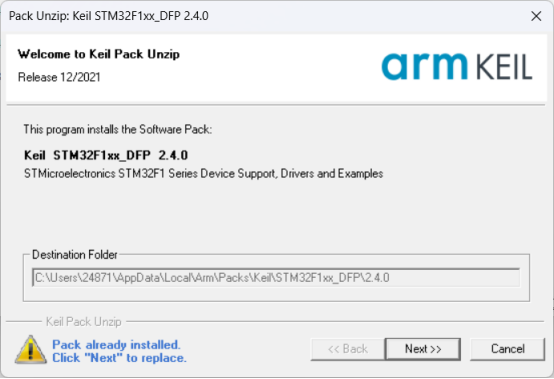 Pack Unzip: Keil STM32F1xx_DFP 2.4.0
Welcome to Keil Pack Unzip
Release 12/2021
arm KEIL
This program installs the Software Pack:
Keil STM32F1xx_DFP 2.4.0
STMicroelectronics STM32F1 Series Device Support, Drivers and Examples
Destination Folder
C:\Users\24871\AppData\Local\Arm\Packs\Keil\STM32F1xx_DFP\2.4.0
Keil Pack Unzip
Pack already installed.
Click "Next" to replace.
<< Back
Next >>
Cancel